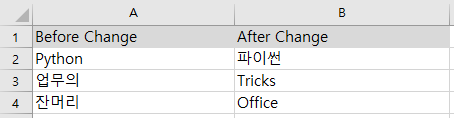 A B
1 Before Change After Change
2 Python 파이썬
3 업무의 Tricks
4 잔머리 Office